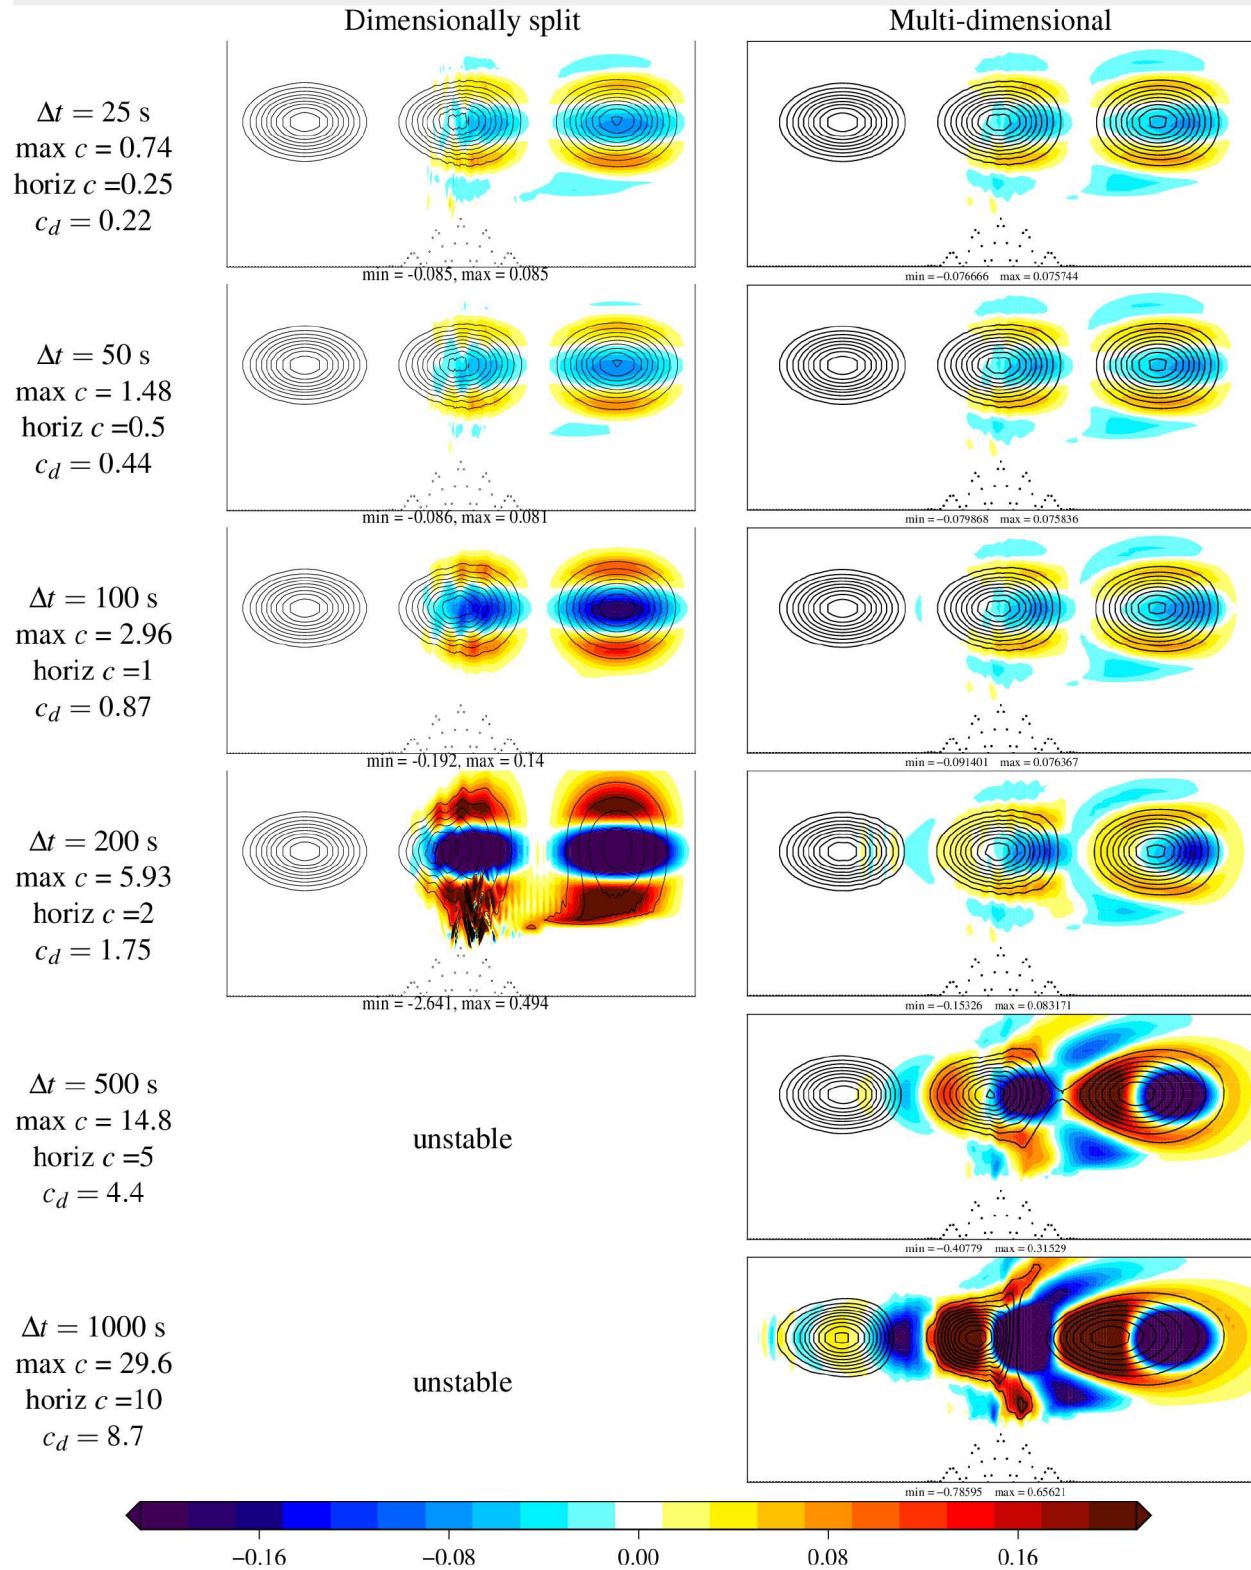 Dimensionally split Multi-dimensional
Δt = 25 s
max c = 0.74
horiz c =0.25
c_d = 0.22
min = -0.085, max = 0.085
min = −0.076666 max = 0.075744
Δt = 50 s
max c = 1.48
horiz c =0.5
c_d = 0.44
min = -0.086, max = 0.081
min = −0.079868 max = 0.075836
Δt = 100 s
max c = 2.96
horiz c =1
c_d = 0.87
min = -0.192, max = 0.14
min = −0.091401 max = 0.076367
Δt = 200 s
max c = 5.93
horiz c =2
c_d = 1.75
min = -2.641, max = 0.494
min = −0.15326 max = 0.083171
Δt = 500 s
max c = 14.8
horiz c =5
c_d = 4.4
unstable
min = −0.40779 max = 0.31529
Δt = 1000 s
max c = 29.6
horiz c =10
c_d = 8.7
unstable
min = −0.78595 max = 0.65621
−0.16 −0.08 0.00 0.08 0.16